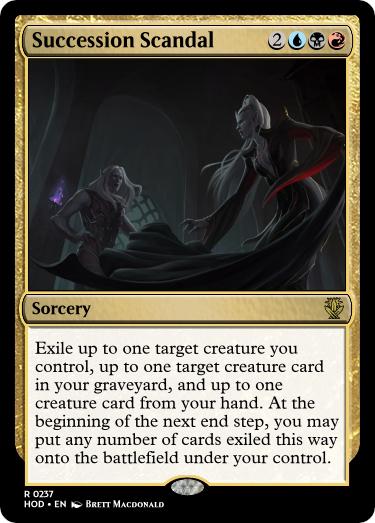 Succession Scandal 2
Sorcery
Exile up to one target creature you
control, up to one target creature card
in your graveyard, and up to one
creature card from your hand. At the
beginning of the next end step, you may
put any number of cards exiled this way
onto the battlefield under your control.
R 0237
HOD • EN Brett Macdonald